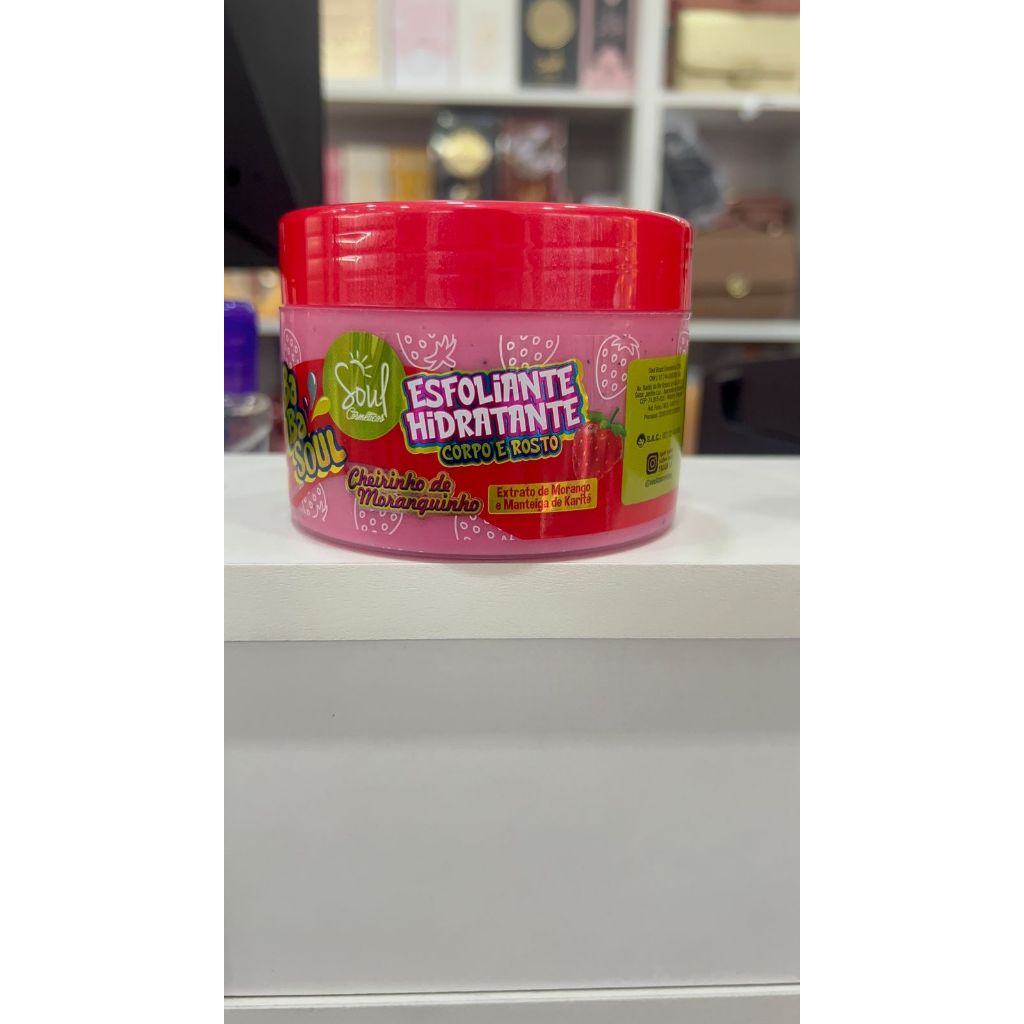 SOUL
Soul
Cosméticos
ESFOLIANTE
HIDRATANTE
CORPO E ROSTO
Cheirinho de
Moranguinho
Extrato de Morango
e Manteiga de Karité
S.A.C.: